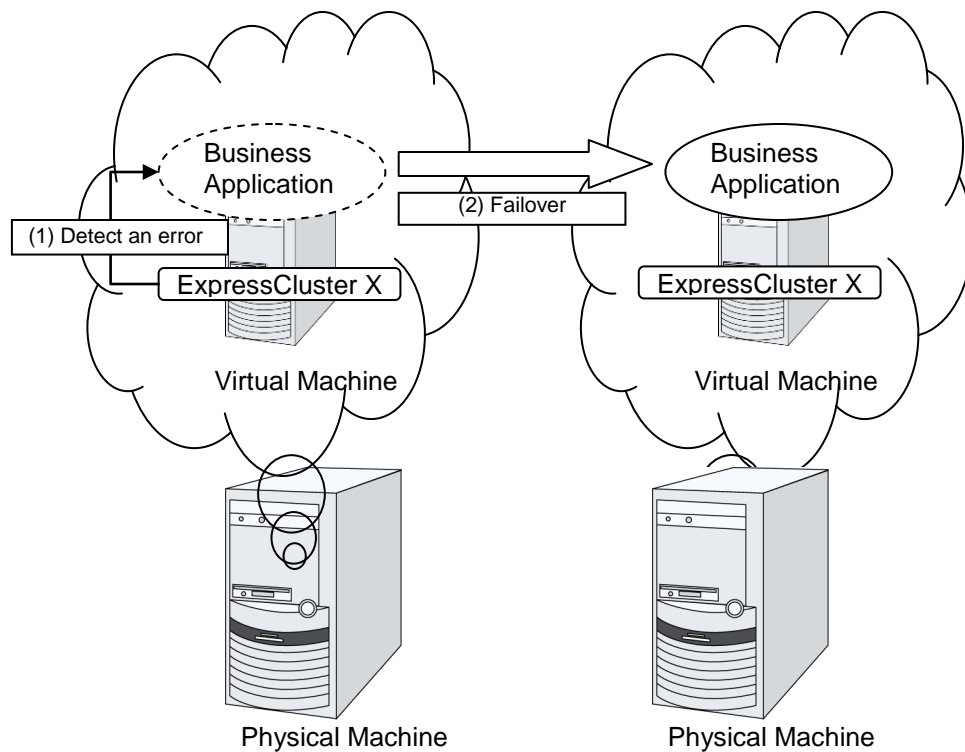 Business
Application
(1) Detect an error
ExpressCluster X
Virtual Machine
(2) Failover
Business
Application
ExpressCluster X
Virtual Machine
Physical Machine
Physical Machine